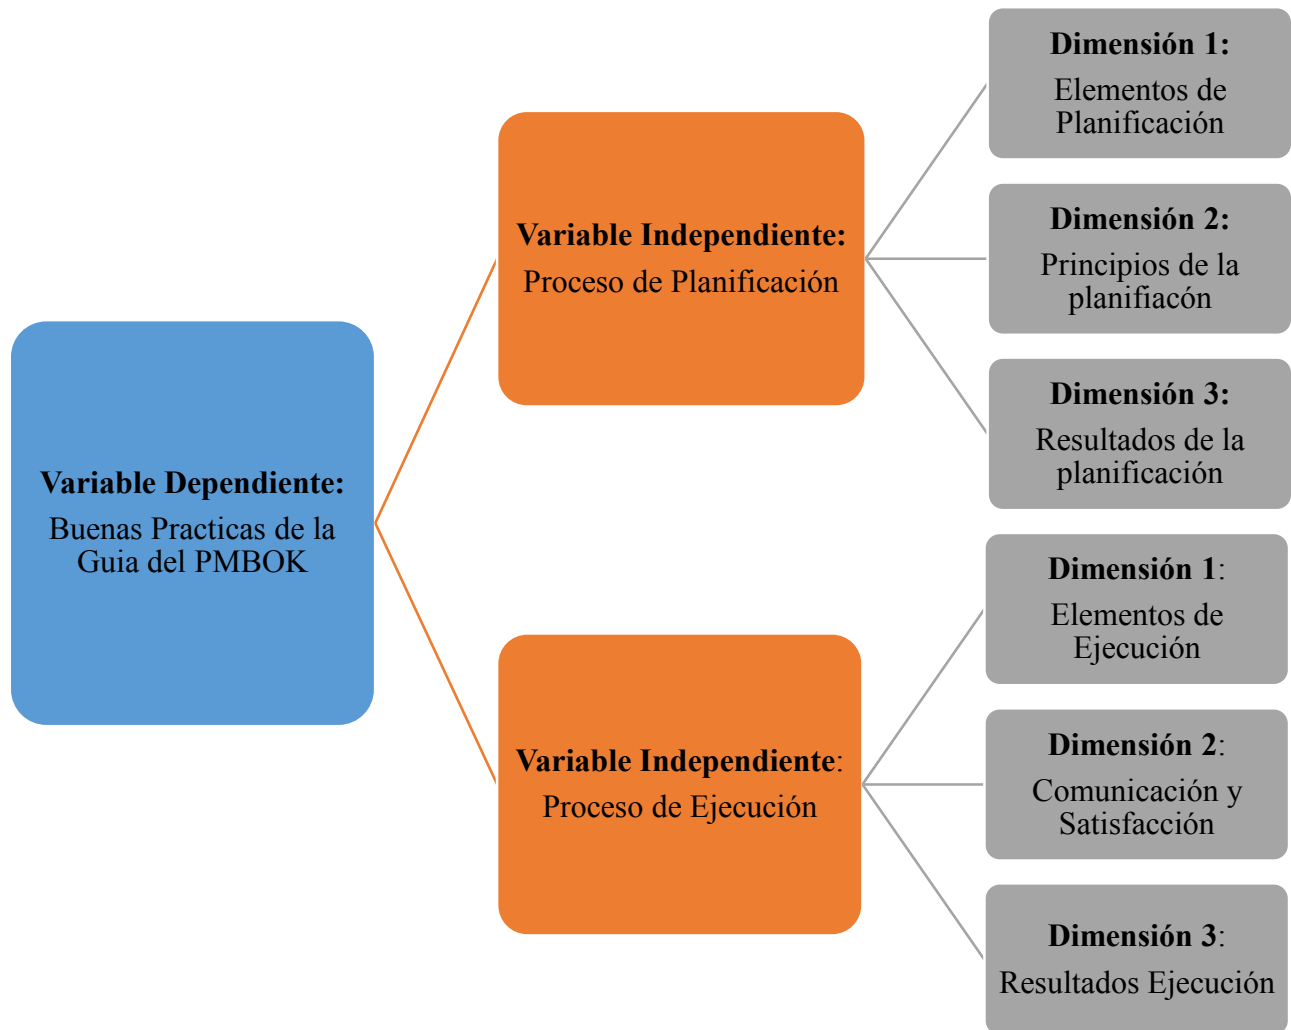 Variable Dependiente:
Buenas Practicas de la
Guia del PMBOK
Variable Independiente:
Proceso de Planificación
Dimensión 1:
Elementos de
Planificación
Dimensión 2:
Principios de la
planifiacón
Dimensión 3:
Resultados de la
planificación
Variable Independiente:
Proceso de Ejecución
Dimensión 1:
Elementos de
Ejecución
Dimensión 2:
Comunicación y
Satisfacción
Dimensión 3:
Resultados Ejecución